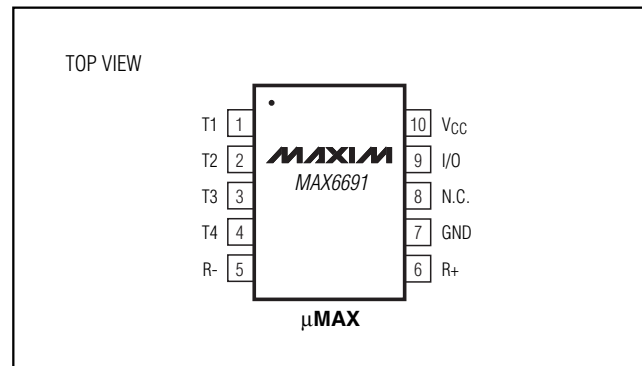 TOP VIEW
T1 1
T2 2
T3 3
T4 4
R- 5
MAXIM
MAX6691
10 VCC
9 I/O
8 N.C.
7 GND
6 R+
μMAX